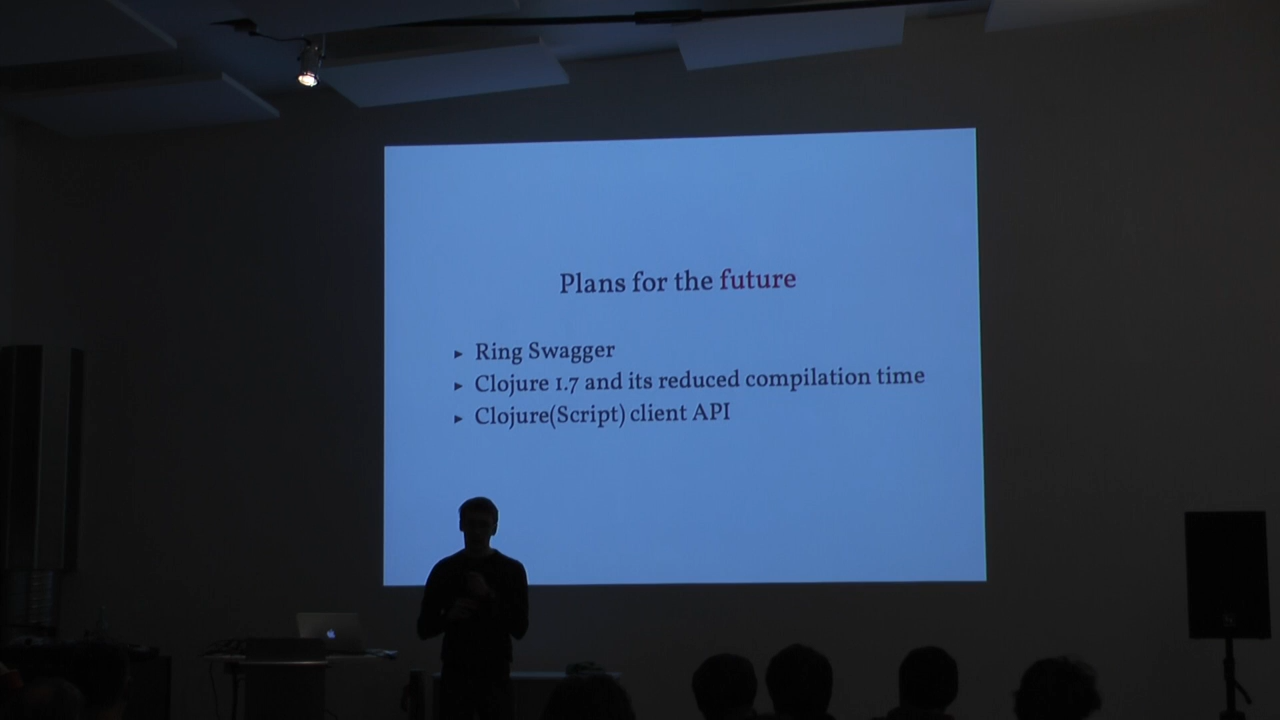 Plans for the future
▸ Ring Swagger
▸ Clojure 1.7 and its reduced compilation time
▸ Clojure(Script) client API